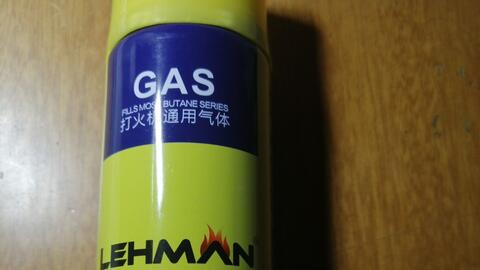 GAS
FILLS MOST BUTANE SERIES
打火机通用气体
LEHMAN